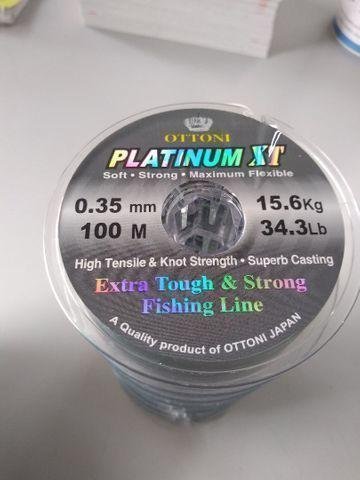 OTTONI
PLATINUM XT
Soft • Strong • Maximum Flexible
0.35 mm 15.6Kg
100 M 34.3Lb
High Tensile & Knot Strength • Superb Casting
Extra Tough & Strong
Fishing Line
A Quality product of OTTONI JAPAN